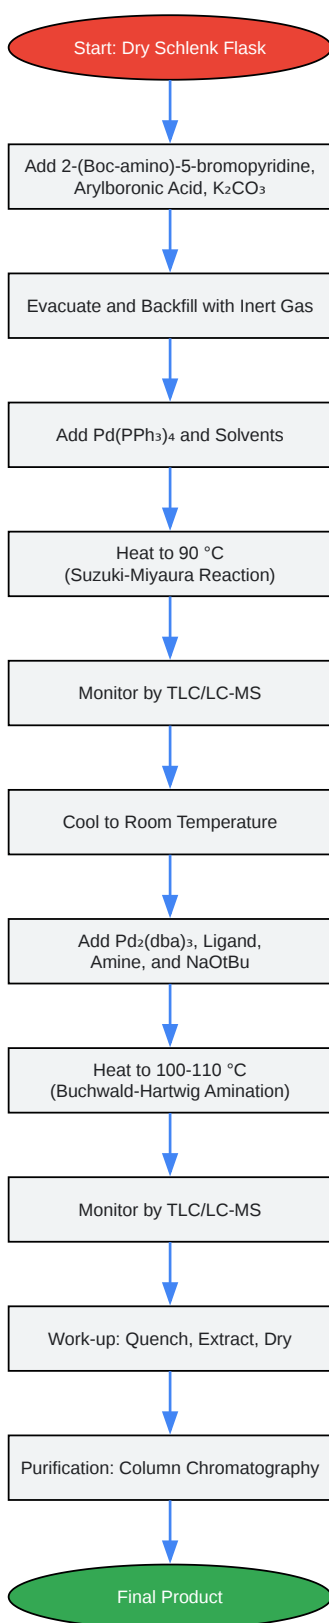 Start: Dry Schlenk Flask
Add 2-(Boc-amino)-5-bromopyridine,
Arylboronic Acid, K₂CO₃
Evacuate and Backfill with Inert Gas
Add Pd(PPh₃)₄ and Solvents
Heat to 90 °C
(Suzuki-Miyaura Reaction)
Monitor by TLC/LC-MS
Cool to Room Temperature
Add Pd₂(dba)₃, Ligand,
Amine, and NaOtBu
Heat to 100-110 °C
(Buchwald-Hartwig Amination)
Monitor by TLC/LC-MS
Work-up: Quench, Extract, Dry
Purification: Column Chromatography
Final Product